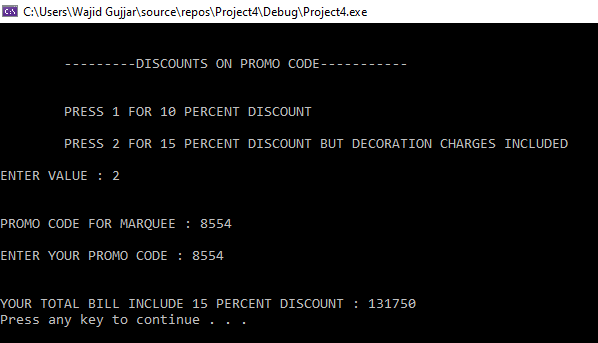 C:\Users\Wajid Gujjar\source\repos\Project4\Debug\Project4.exe
---------DISCOUNTS ON PROMO CODE-----------
PRESS 1 FOR 10 PERCENT DISCOUNT
PRESS 2 FOR 15 PERCENT DISCOUNT BUT DECORATION CHARGES INCLUDED
ENTER VALUE : 2
PROMO CODE FOR MARQUEE : 8554
ENTER YOUR PROMO CODE : 8554
YOUR TOTAL BILL INCLUDE 15 PERCENT DISCOUNT : 131750
Press any key to continue . . .